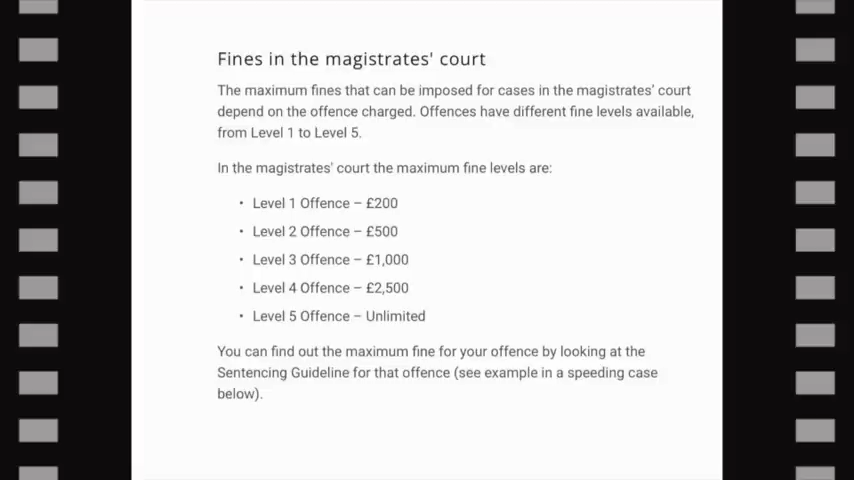 Fines in the magistrates' court
The maximum fines that can be imposed for cases in the magistrates' court
depend on the offence charged. Offences have different fine levels available,
from Level 1 to Level 5.
In the magistrates' court the maximum fine levels are:
• Level 1 Offence – £200
• Level 2 Offence – £500
• Level 3 Offence – £1,000
• Level 4 Offence – £2,500
• Level 5 Offence – Unlimited
You can find out the maximum fine for your offence by looking at the
Sentencing Guideline for that offence (see example in a speeding case
below).